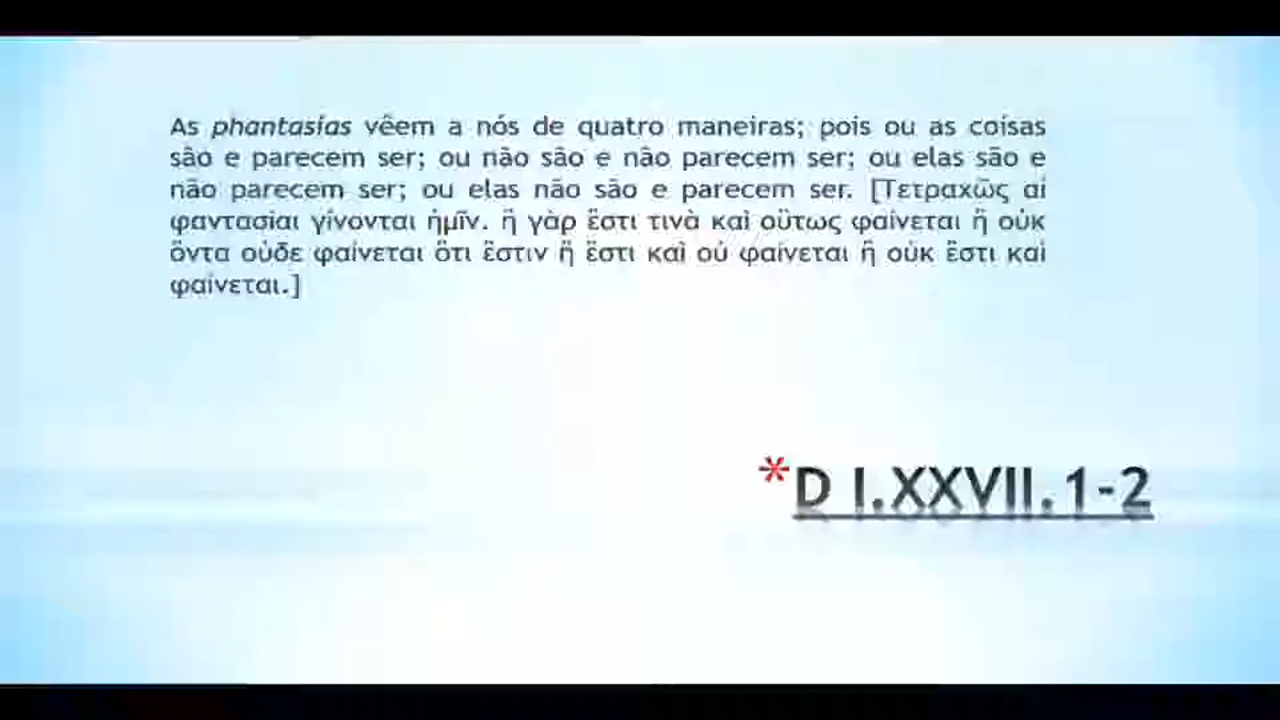 As phantasías vêem a nós de quatro maneiras; pois ou as coisas
são e parecem ser; ou não são e não parecem ser; ou elas são e
não parecem ser; ou elas não são e parecem ser. [Τετραχῶς αἱ
φαντασίαι γίνονται ἡμῖν. ἢ γὰρ ἔστι τινὰ καὶ οὕτως φαίνεται ἢ οὐκ
ὄντα οὐδὲ φαίνεται ὅτι ἔστιν ἢ ἔστι καὶ οὐ φαίνεται ἢ οὐκ ἔστι καὶ
φαίνεται.]
*D I.XXVII.1-2